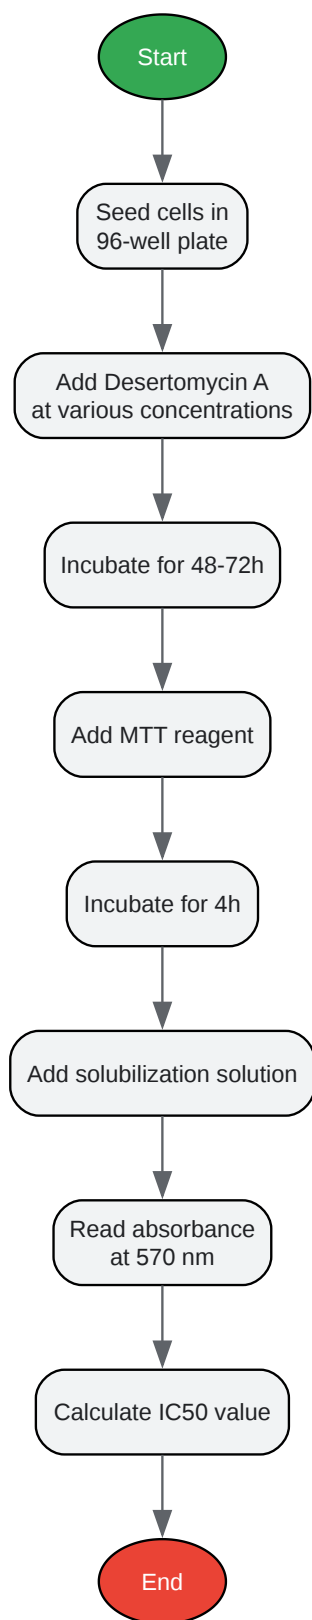 Start
Seed cells in
96-well plate
Add Desertomycin A
at various concentrations
Incubate for 48-72h
Add MTT reagent
Incubate for 4h
Add solubilization solution
Read absorbance
at 570 nm
Calculate IC50 value
End